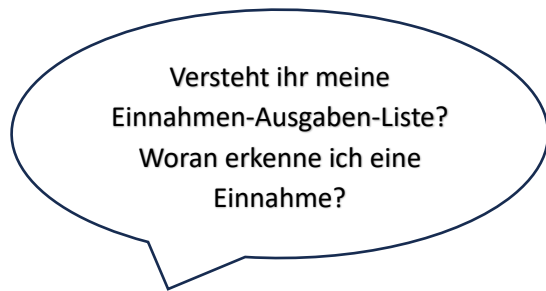 Versteht ihr meine
Einnahmen-Ausgaben-Liste?
Woran erkenne ich eine
Einnahme?